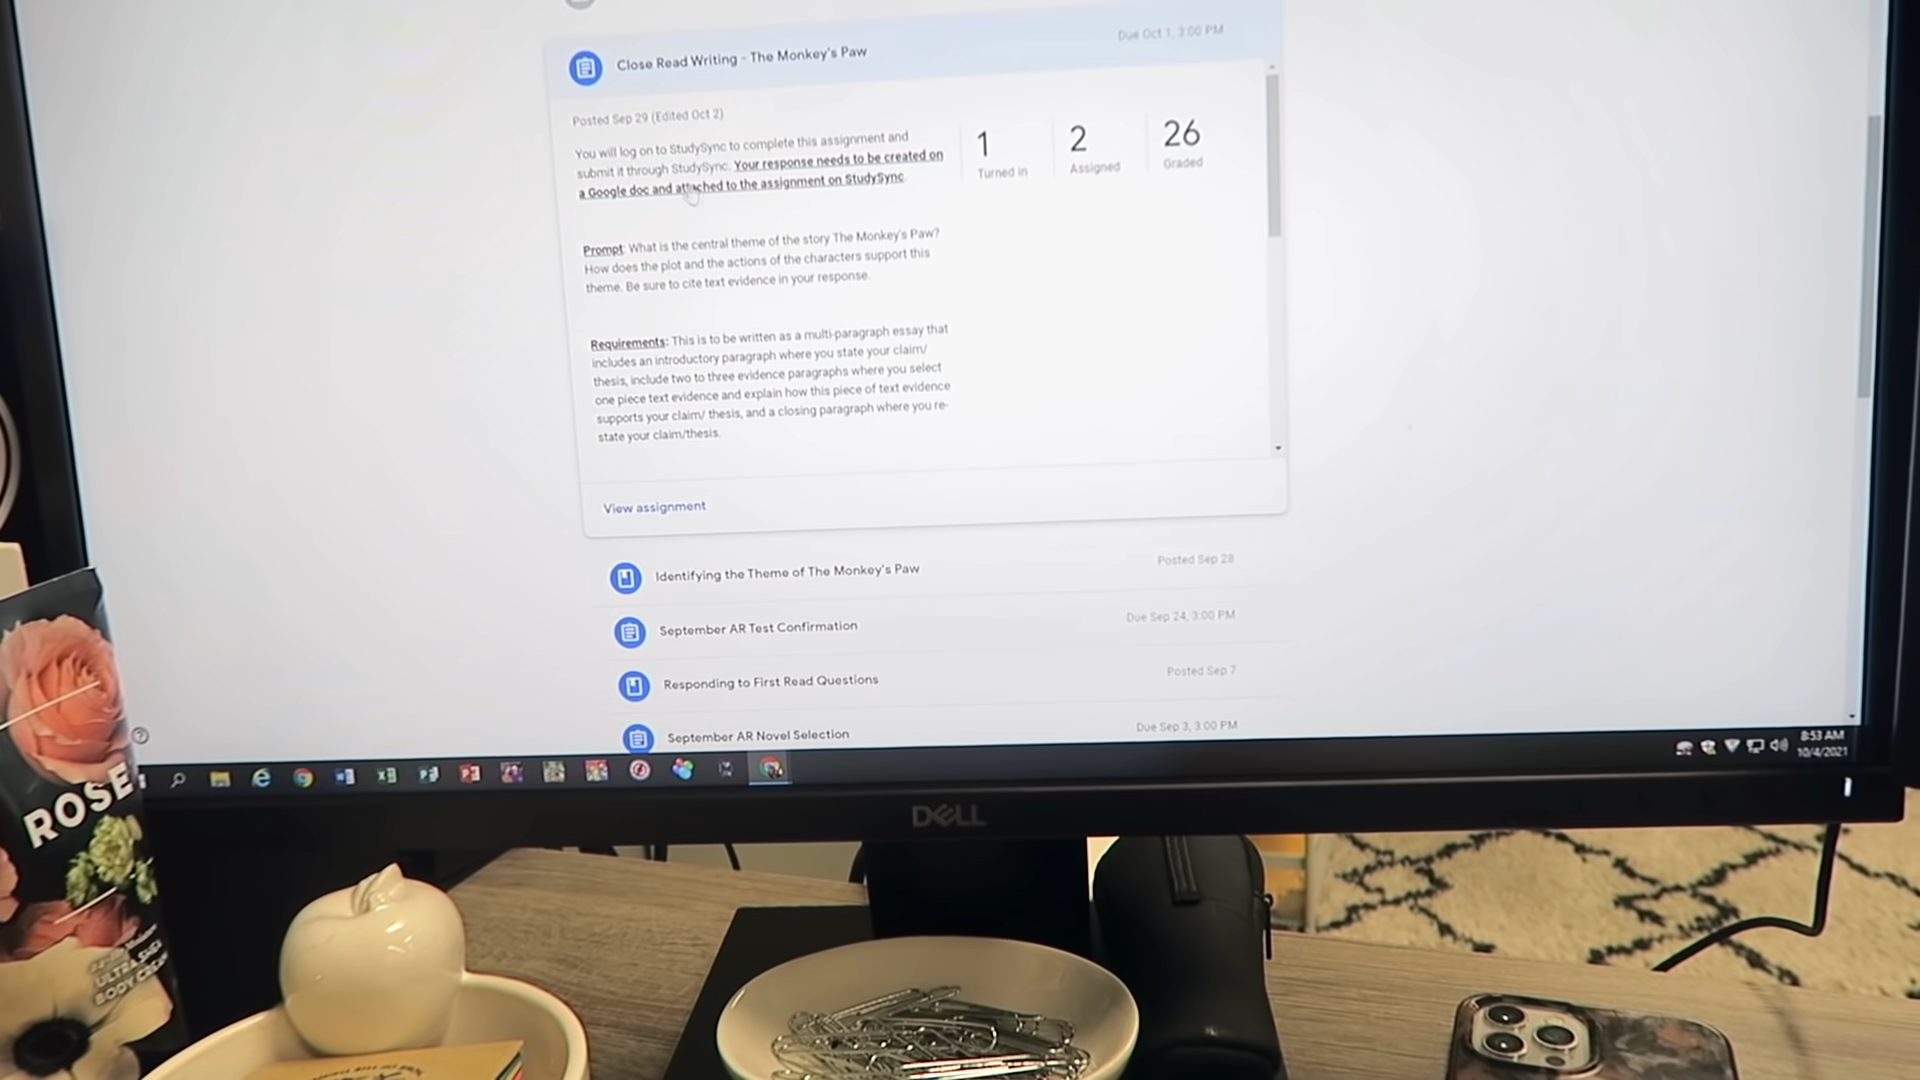 Close Read Writing - The Monkey's Paw
Due Oct 1, 3:00 PM
Posted Sep 29 (Edited Oct 2)
You will log on to StudySync to complete this assignment and
submit it through StudySync. Your response needs to be created on
a Google doc and attached to the assignment on StudySync.
1
Turned in
2
Assigned
26
Graded
Prompt: What is the central theme of the story The Monkey's Paw?
How does the plot and the actions of the characters support this
theme. Be sure to cite text evidence in your response.
Requirements: This is to be written as a multi-paragraph essay that
includes an introductory paragraph where you state your claim/
thesis, include two to three evidence paragraphs where you select
one piece text evidence and explain how this piece of text evidence
supports your claim/ thesis, and a closing paragraph where you re-
state your claim/thesis.
View assignment
Identifying the Theme of The Monkey's Paw
Posted Sep 28
September AR Test Confirmation
Due Sep 24, 3:00 PM
Responding to First Read Questions
Posted Sep 7
September AR Novel Selection
Due Sep 3, 3:00 PM
8:53 AM
10/4/2021
DELL
ROSE
ULTRA SHEA
BODY CREAM